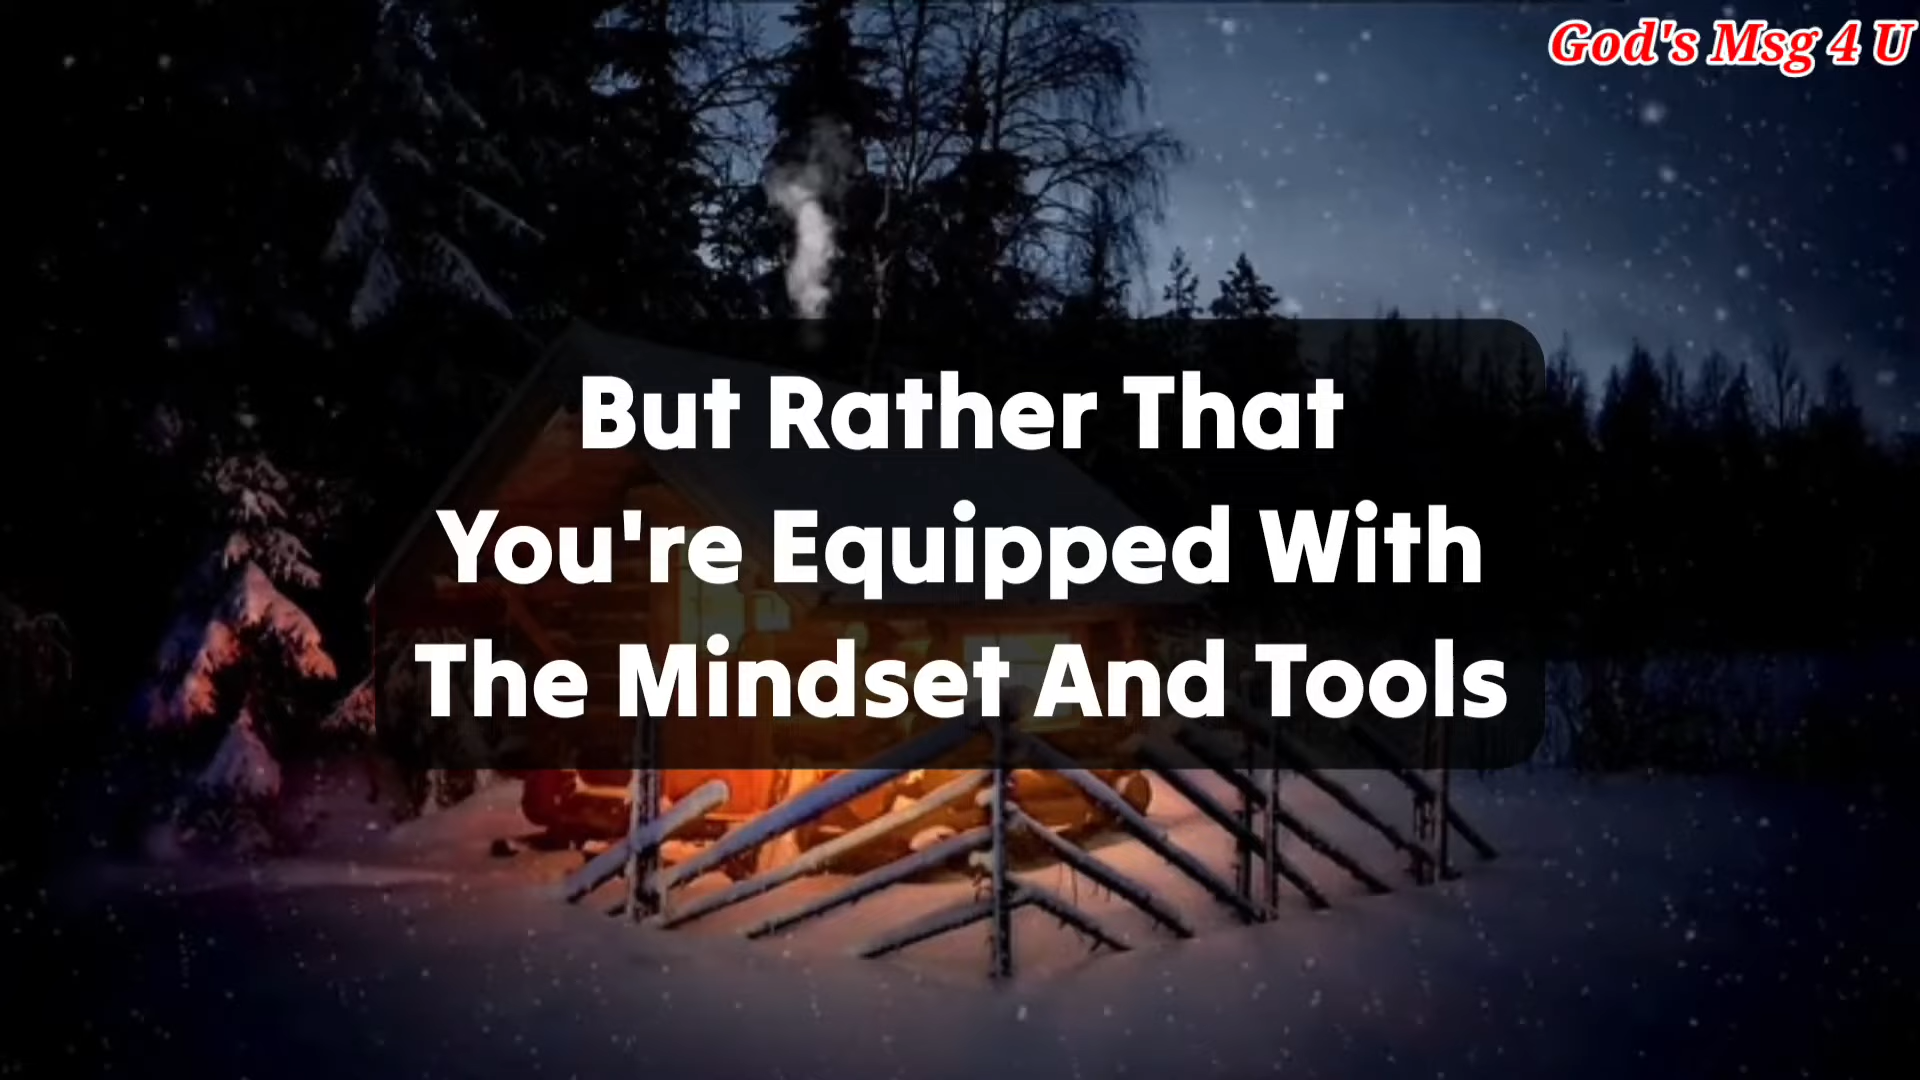 God's Msg 4 U
But Rather That
You're Equipped With
The Mindset And Tools